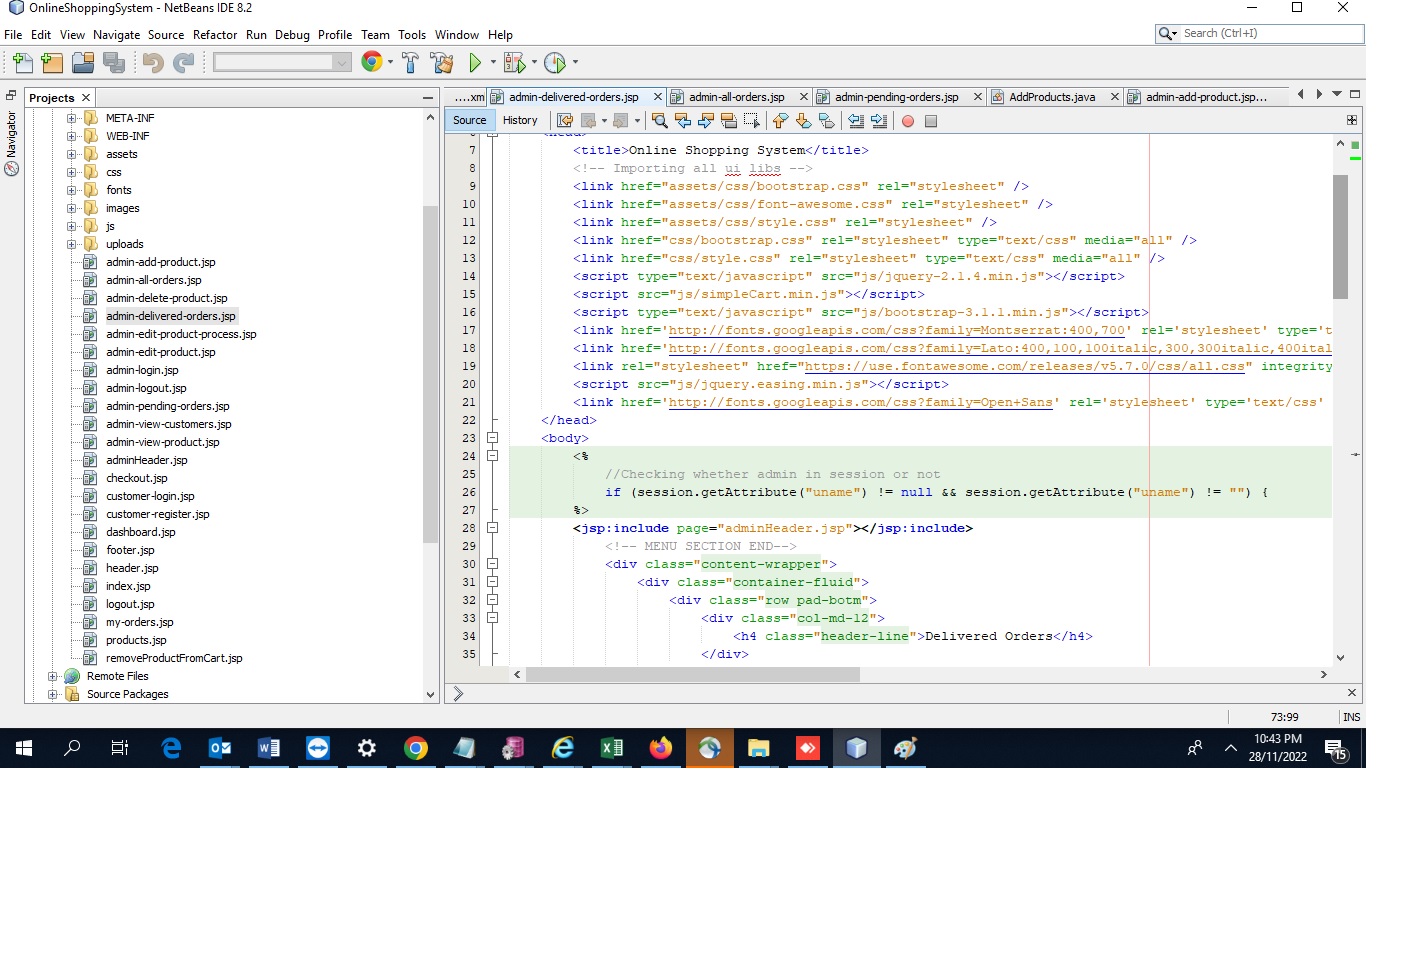 OnlineShoppingSystem - NetBeans IDE 8.2
File Edit View Navigate Source Refactor Run Debug Profile Team Tools Window Help
Search (Ctrl+I)
Navigator
Projects
META-INF
WEB-INF
assets
css
fonts
images
js
uploads
admin-add-product.jsp
admin-all-orders.jsp
admin-delete-product.jsp
admin-delivered-orders.jsp
admin-edit-product-process.jsp
admin-edit-product.jsp
admin-login.jsp
admin-logout.jsp
admin-pending-orders.jsp
admin-view-customers.jsp
admin-view-product.jsp
adminHeader.jsp
checkout.jsp
customer-login.jsp
customer-register.jsp
dashboard.jsp
footer.jsp
header.jsp
index.jsp
logout.jsp
my-orders.jsp
products.jsp
removeProductFromCart.jsp
Remote Files
Source Packages
....xm admin-delivered-orders.jsp admin-all-orders.jsp admin-pending-orders.jsp AddProducts.java admin-add-product.jsp...
Source History
6 <head>
7 <title>Online Shopping System</title>
8 <!-- Importing all ui libs -->
9 <link href="assets/css/bootstrap.css" rel="stylesheet" />
10 <link href="assets/css/font-awesome.css" rel="stylesheet" />
11 <link href="assets/css/style.css" rel="stylesheet" />
12 <link href="css/bootstrap.css" rel="stylesheet" type="text/css" media="all" />
13 <link href="css/style.css" rel="stylesheet" type="text/css" media="all" />
14 <script type="text/javascript" src="js/jquery-2.1.4.min.js"></script>
15 <script src="js/simpleCart.min.js"></script>
16 <script type="text/javascript" src="js/bootstrap-3.1.1.min.js"></script>
17 <link href='http://fonts.googleapis.com/css?family=Montserrat:400,700' rel='stylesheet' type='t
18 <link href='http://fonts.googleapis.com/css?family=Lato:400,100,100italic,300,300italic,400ital
19 <link rel="stylesheet" href="https://use.fontawesome.com/releases/v5.7.0/css/all.css" integrity
20 <script src="js/jquery.easing.min.js"></script>
21 <link href='http://fonts.googleapis.com/css?family=Open+Sans' rel='stylesheet' type='text/css'
22 </head>
23 <body>
24 <%
25 //Checking whether admin in session or not
26 if (session.getAttribute("uname") != null && session.getAttribute("uname") != "") {
27 %>
28 <jsp:include page="adminHeader.jsp"></jsp:include>
29 <!-- MENU SECTION END-->
30 <div class="content-wrapper">
31 <div class="container-fluid">
32 <div class="row pad-botm">
33 <div class="col-md-12">
34 <h4 class="header-line">Delivered Orders</h4>
35 </div>
73:99 INS
10:43 PM
28/11/2022
15